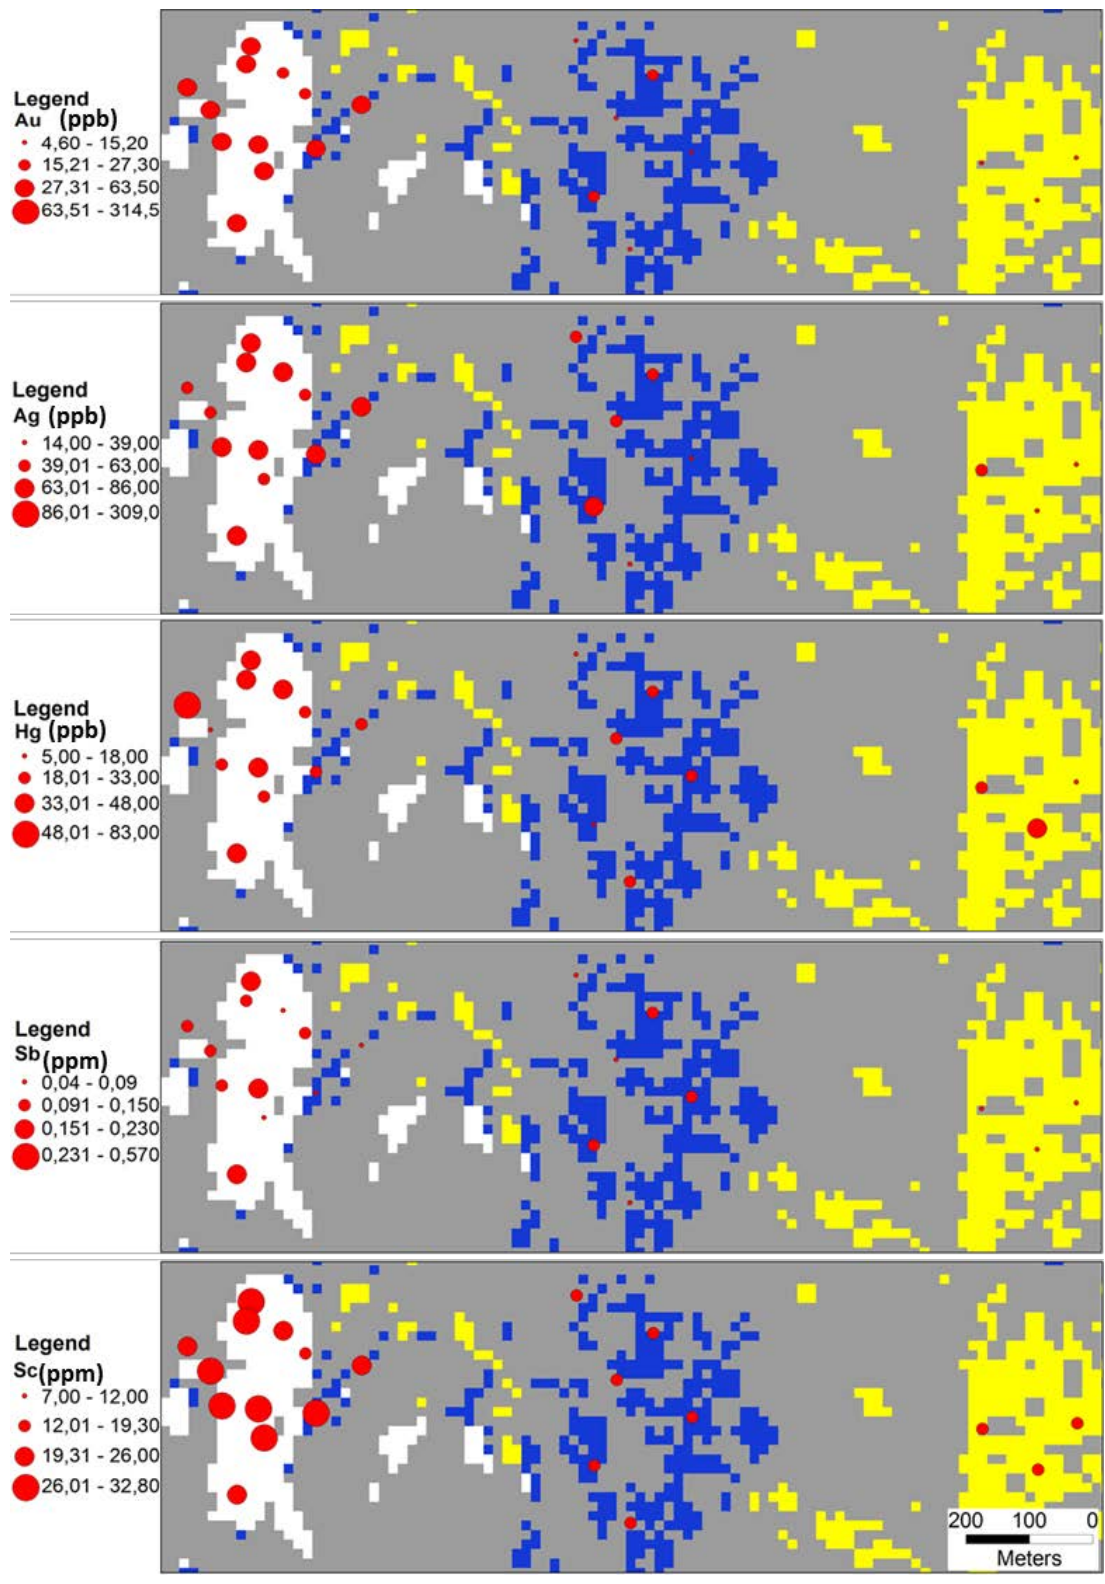 Legend
Au (ppb)
4,60 - 15,20
15,21 - 27,30
27,31 - 63,50
63,51 - 314,5
Legend
Ag (ppb)
14,00 - 39,00
39,01 - 63,00
63,01 - 86,00
86,01 - 309,0
Legend
Hg (ppb)
5,00 - 18,00
18,01 - 33,00
33,01 - 48,00
48,01 - 83,00
Legend
Sb (ppm)
0,04 - 0,09
0,091 - 0,150
0,151 - 0,230
0,231 - 0,570
Legend
Sc (ppm)
7,00 - 12,00
12,01 - 19,30
19,31 - 26,00
26,01 - 32,80
200 100 0
Meters